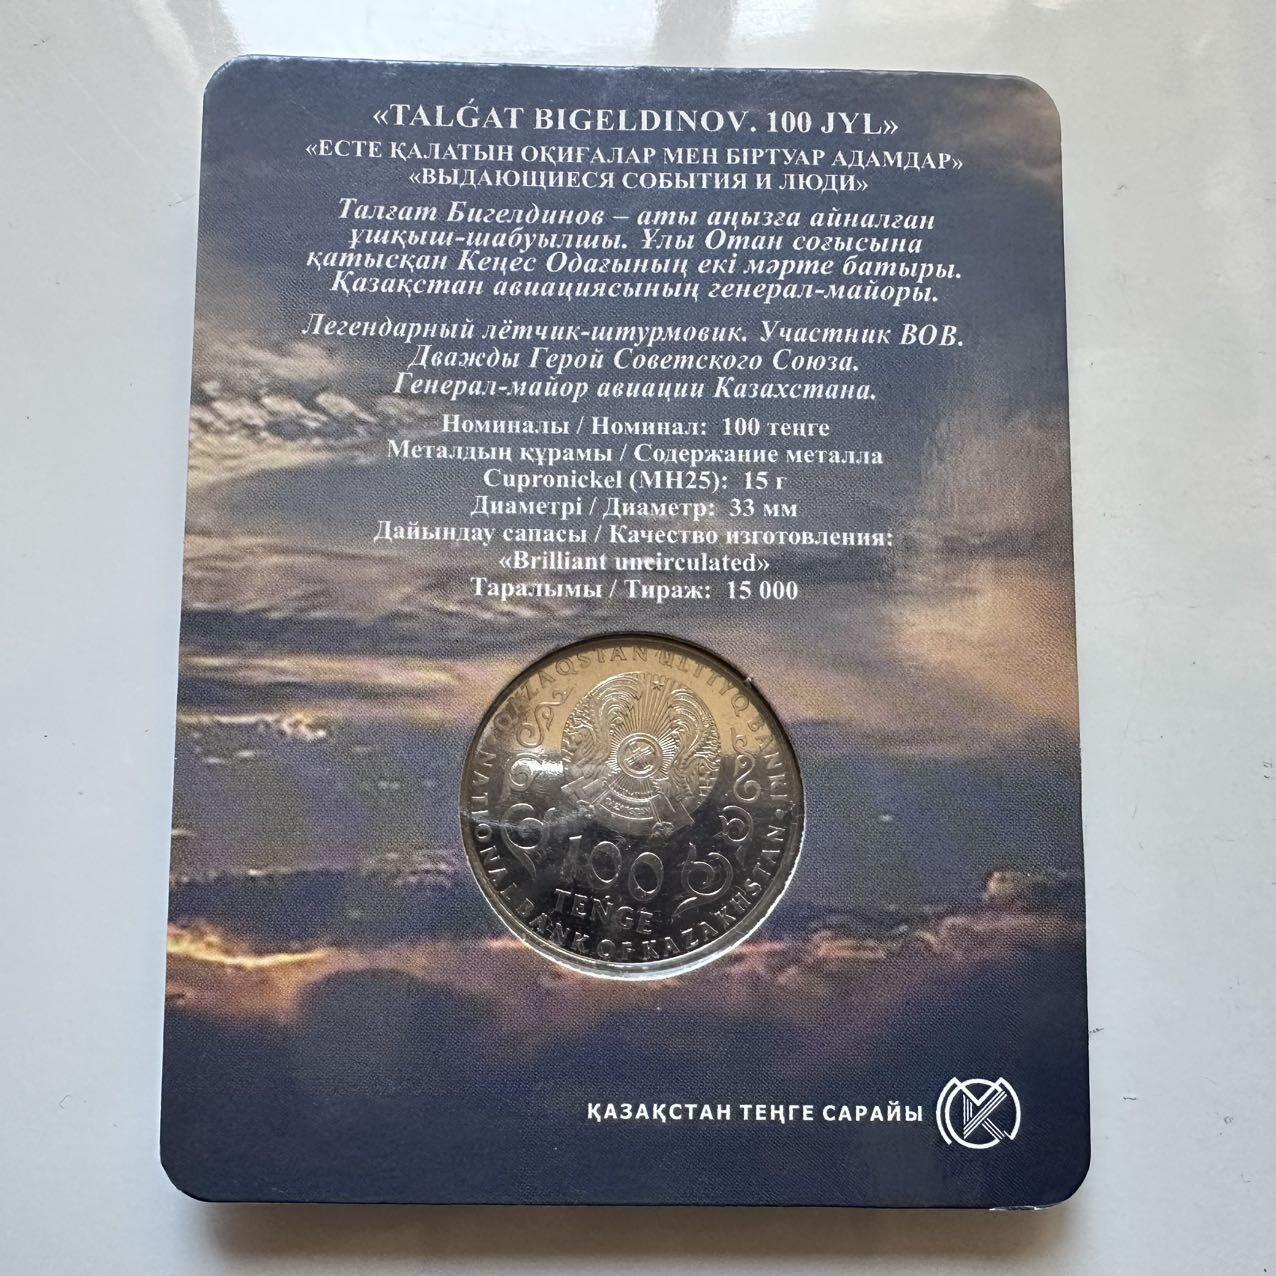 «TALǴAT BIGELDINOV. 100 JYL»
«ЕСТЕ ҚАЛАТЫН ОҚИҒАЛАР МЕН БІРТУАР АДАМДАР»
«ВЫДАЮЩИЕСЯ СОБЫТИЯ И ЛЮДИ»
Талғат Бигелдинов – аты аңызға айналған
ұшқыш-шабуылшы. Ұлы Отан соғысына
қатысқан Кеңес Одағының екі мәрте батыры.
Қазақстан авиациясының генерал-майоры.
Легендарный лётчик-штурмовик. Участник ВОВ.
Дважды Герой Советского Союза.
Генерал-майор авиации Казахстана.
Номиналы / Номинал: 100 теңге
Металдың құрамы / Содержание металла
Cupronickel (МН25): 15 г
Диаметрі / Диаметр: 33 мм
Дайындау сапасы / Качество изготовления:
«Brilliant uncirculated»
Таралымы / Тираж: 15 000
QAZAQSTAN ULTTYQ BANKI
100
TEŃGE
NATIONAL BANK OF KAZAKHSTAN
ҚАЗАҚСТАН ТЕҢГЕ САРАЙЫ